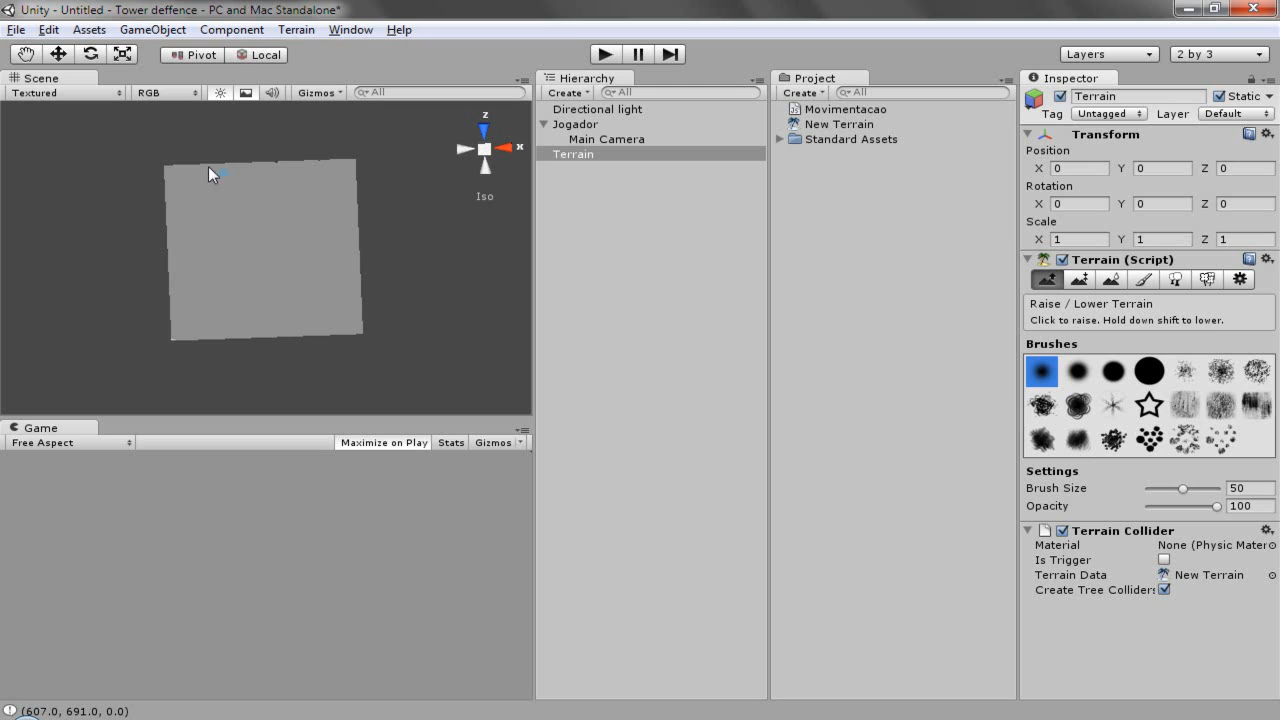 Unity - Untitled - Tower deffence - PC and Mac Standalone*
File Edit Assets GameObject Component Terrain Window Help
Pivot Local Layers 2 by 3
Scene
Textured RGB Gizmos All
z
x
Iso
Game
Free Aspect Maximize on Play Stats Gizmos
Hierarchy
Create All
Directional light
Jogador
Main Camera
Terrain
Project
Create All
Movimentacao
New Terrain
Standard Assets
Inspector
Terrain Static
Tag Untagged Layer Default
Transform
Position
X 0 Y 0 Z 0
Rotation
X 0 Y 0 Z 0
Scale
X 1 Y 1 Z 1
Terrain (Script)
Raise / Lower Terrain
Click to raise. Hold down shift to lower.
Brushes
Settings
Brush Size 50
Opacity 100
Terrain Collider
Material None (Physic Mater
Is Trigger
Terrain Data New Terrain
Create Tree Colliders
(607.0, 691.0, 0.0)